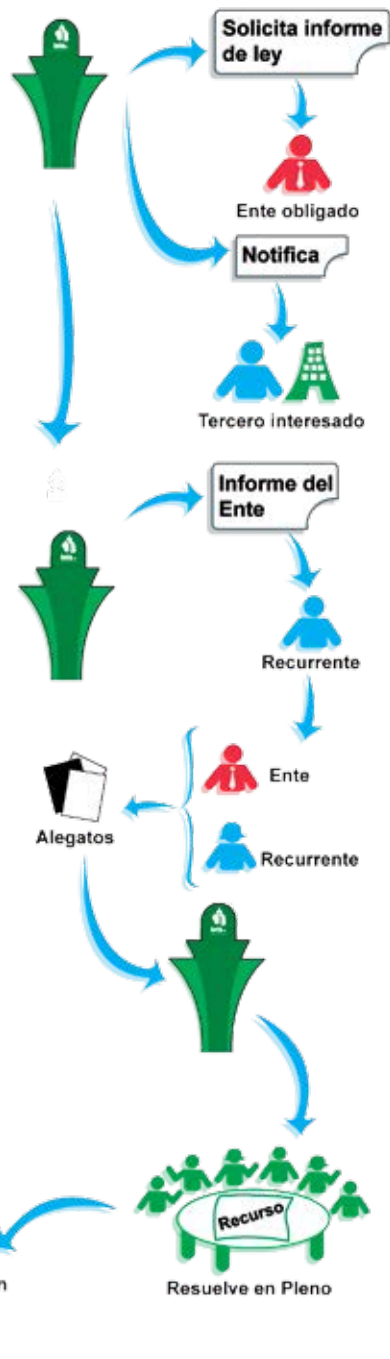 Solicita informe
de ley
Ente obligado
Notifica
Tercero interesado
Informe del
Ente
Recurrente
Ente
Alegatos
Recurrente
Recurso
Resuelve en Pleno